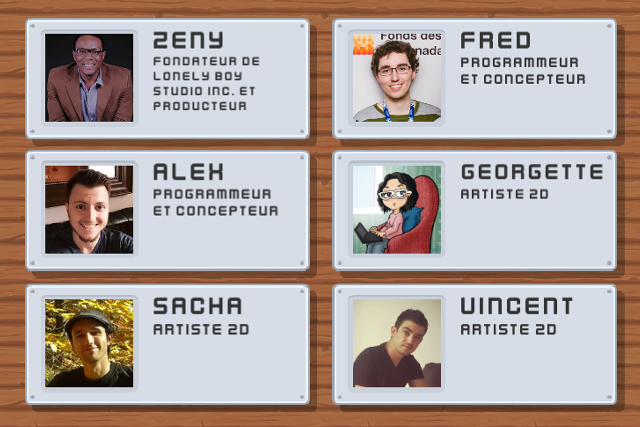 ZENY
FONDATEUR DE
LONELY BOY
STUDIO INC. ET
PRODUCTEUR
FRED
PROGRAMMEUR
ET CONCEPTEUR
Fonds des
anada
ALEX
PROGRAMMEUR
ET CONCEPTEUR
GEORGETTE
ARTISTE 2D
SACHA
ARTISTE 2D
VINCENT
ARTISTE 2D